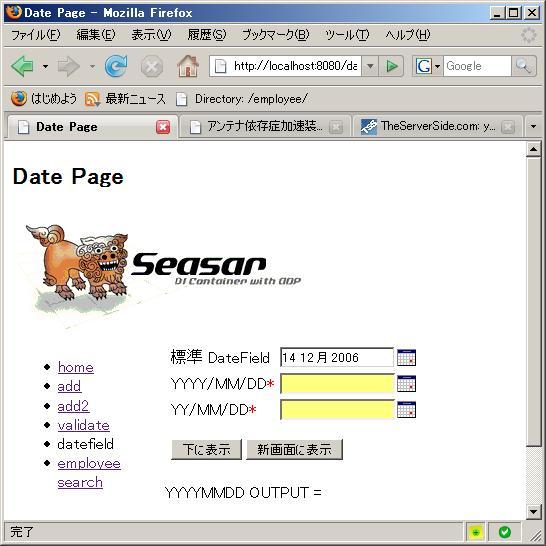 Date Page - Mozilla Firefox
ファイル(F) 編集(E) 表示(V) 履歴(S) ブックマーク(B) ツール(T) ヘルプ(H)
http://localhost:8080/da
G Google
はじめよう 最新ニュース Directory: /employee/
Date Page アンテナ依存症加速装... TheServerSide.com: y...
Date Page
Seasar
DI Container with AOP
標準 DateField 14 12月 2006
YYYY/MM/DD*
YY/MM/DD*
home
add
add2
validate
datefield
employee
search
下に表示 新画面に表示
YYYYMMDD OUTPUT =
完了